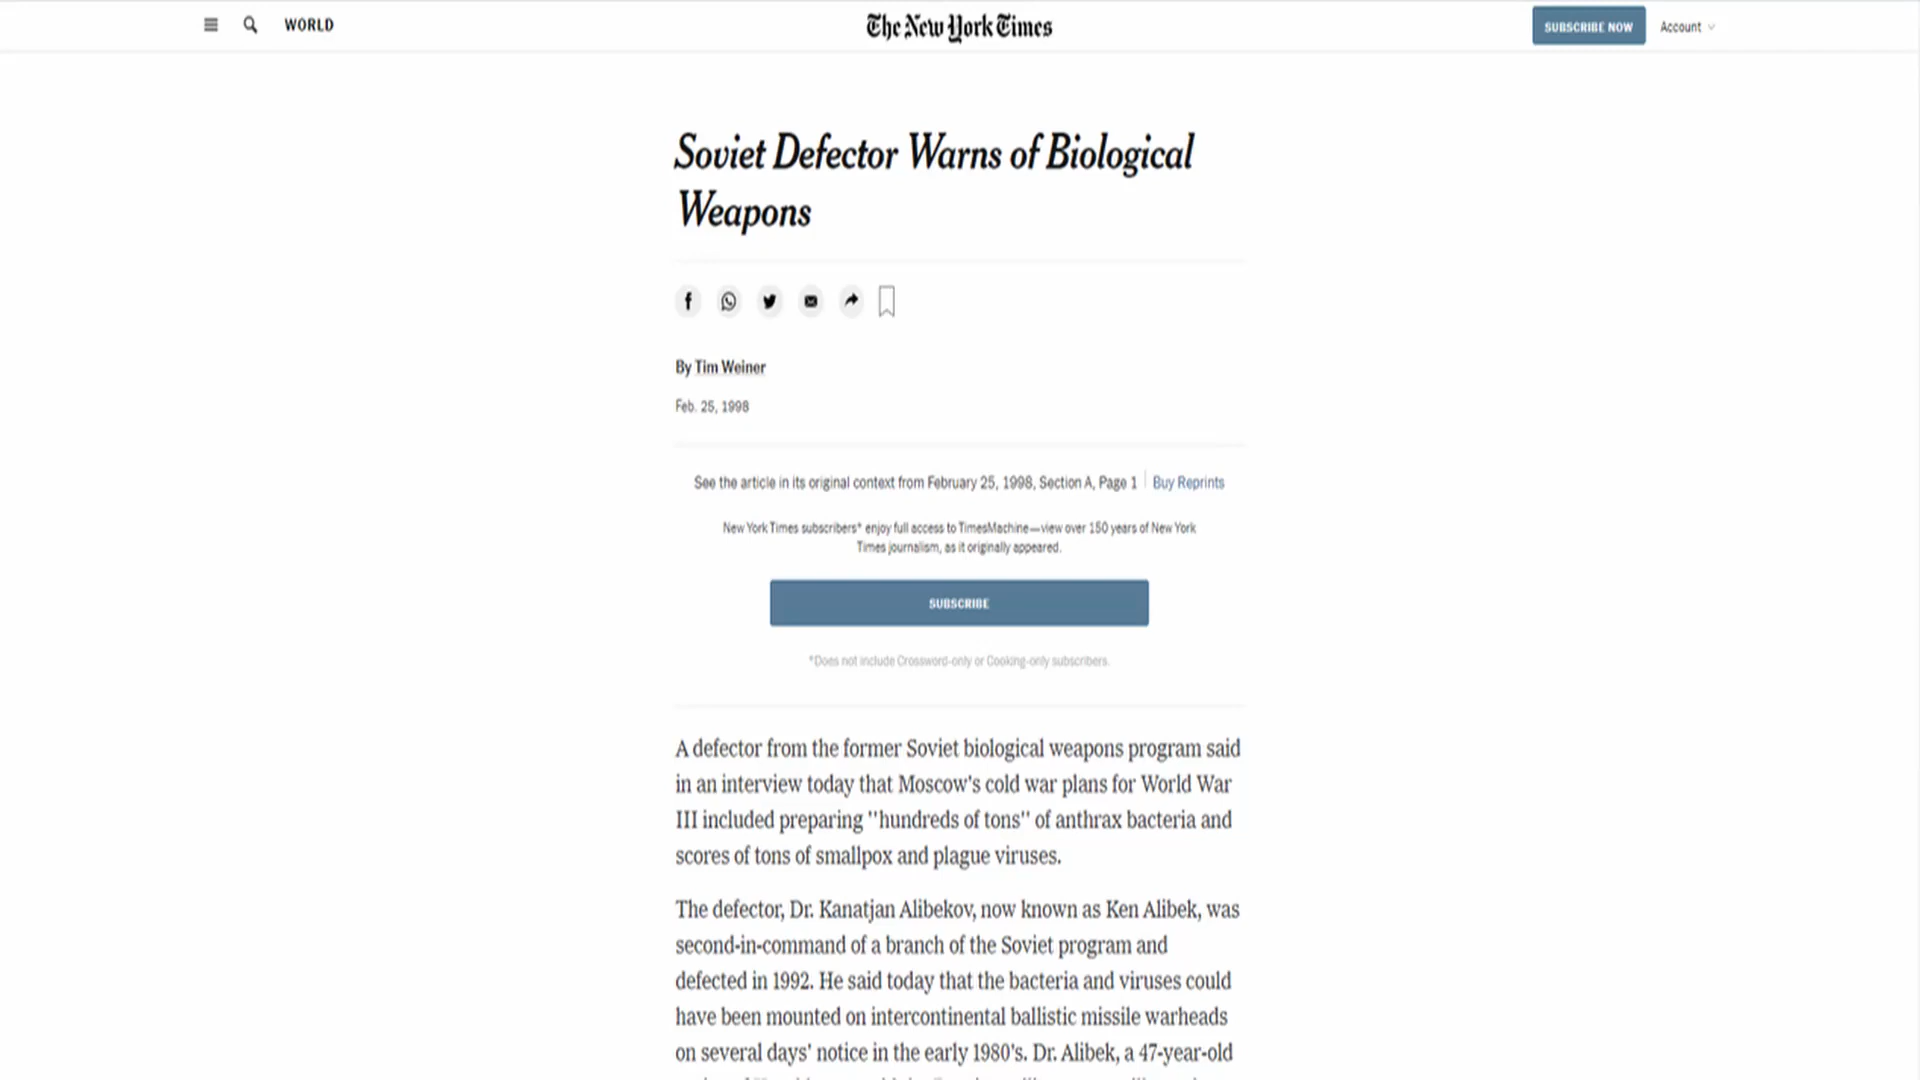 WORLD
The New York Times
SUBSCRIBE NOW
Account
Soviet Defector Warns of Biological
Weapons
By Tim Weiner
Feb. 25, 1998
See the article in its original context from February 25, 1998, Section A, Page 1
Buy Reprints
New York Times subscribers* enjoy full access to TimesMachine—view over 150 years of New York
Times journalism, as it originally appeared.
SUBSCRIBE
*Does not include Crossword-only or Cooking-only subscribers.
A defector from the former Soviet biological weapons program said
in an interview today that Moscow's cold war plans for World War
III included preparing ''hundreds of tons'' of anthrax bacteria and
scores of tons of smallpox and plague viruses.
The defector, Dr. Kanatjan Alibekov, now known as Ken Alibek, was
second-in-command of a branch of the Soviet program and
defected in 1992. He said today that the bacteria and viruses could
have been mounted on intercontinental ballistic missile warheads
on several days' notice in the early 1980's. Dr. Alibek, a 47-year-old